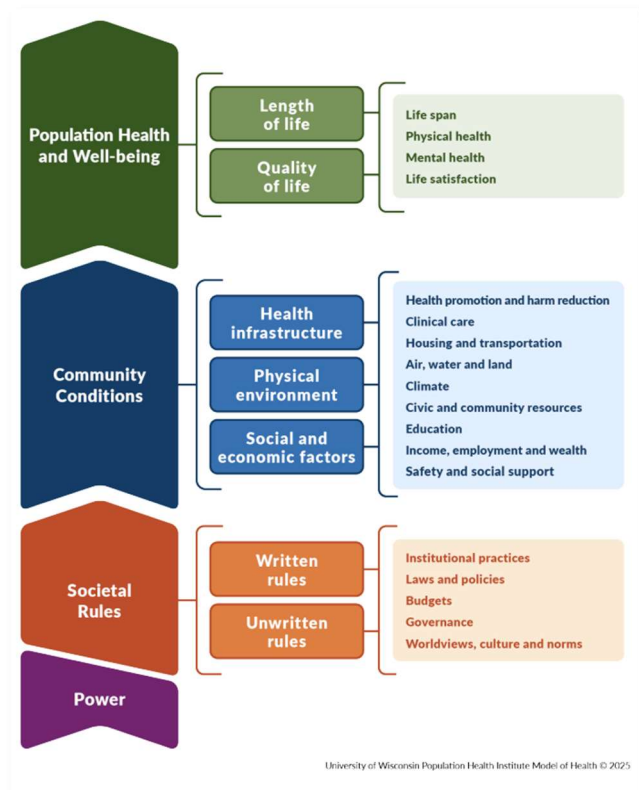 Population Health
and Well-being
Length
of life
Quality
of life
Life span
Physical health
Mental health
Life satisfaction
Community
Conditions
Health
infrastructure
Physical
environment
Social and
economic factors
Health promotion and harm reduction
Clinical care
Housing and transportation
Air, water and land
Climate
Civic and community resources
Education
Income, employment and wealth
Safety and social support
Societal
Rules
Written
rules
Unwritten
rules
Institutional practices
Laws and policies
Budgets
Governance
Worldviews, culture and norms
Power
University of Wisconsin Population Health Institute Model of Health © 2025